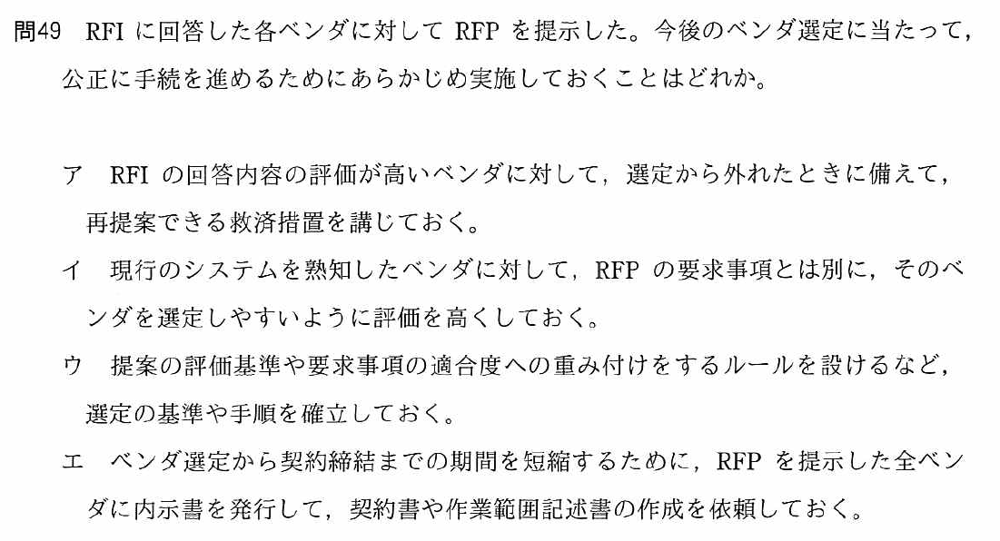 問49 RFI に回答した各ベンダに対して RFP を提示した。今後のベンダ選定に当たって，
公正に手続を進めるためにあらかじめ実施しておくことはどれか。
ア RFI の回答内容の評価が高いベンダに対して，選定から外れたときに備えて，
再提案できる救済措置を講じておく。
イ 現行のシステムを熟知したベンダに対して，RFP の要求事項とは別に，そのベ
ンダを選定しやすいように評価を高くしておく。
ウ 提案の評価基準や要求事項の適合度への重み付けをするルールを設けるなど，
選定の基準や手順を確立しておく。
エ ベンダ選定から契約締結までの期間を短縮するために，RFP を提示した全ベン
ダに内示書を発行して，契約書や作業範囲記述書の作成を依頼しておく。